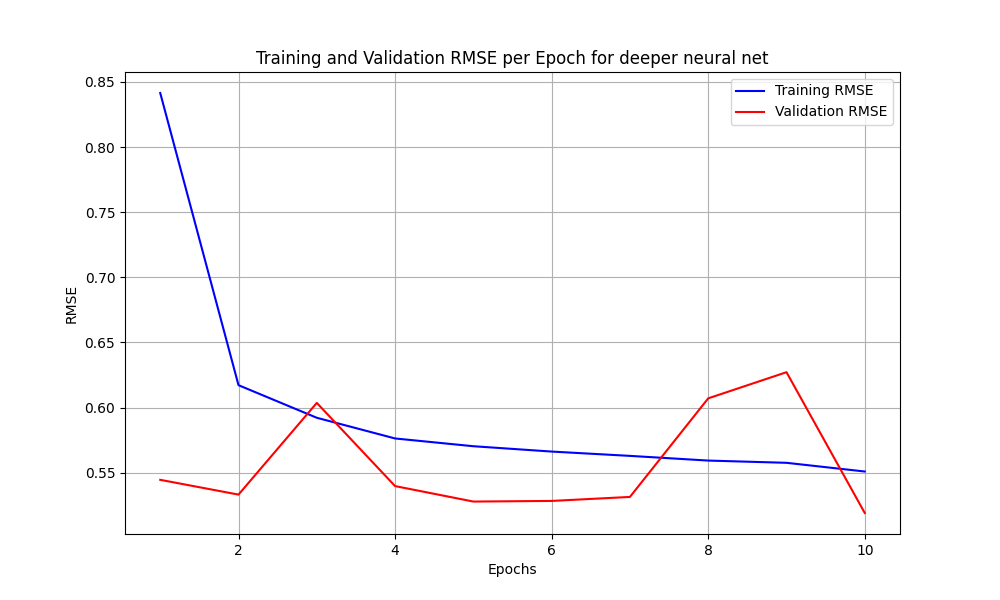 Training and Validation RMSE per Epoch for deeper neural net
Training RMSE
Validation RMSE
RMSE
0.85
0.80
0.75
0.70
0.65
0.60
0.55
2
4
6
8
10
Epochs